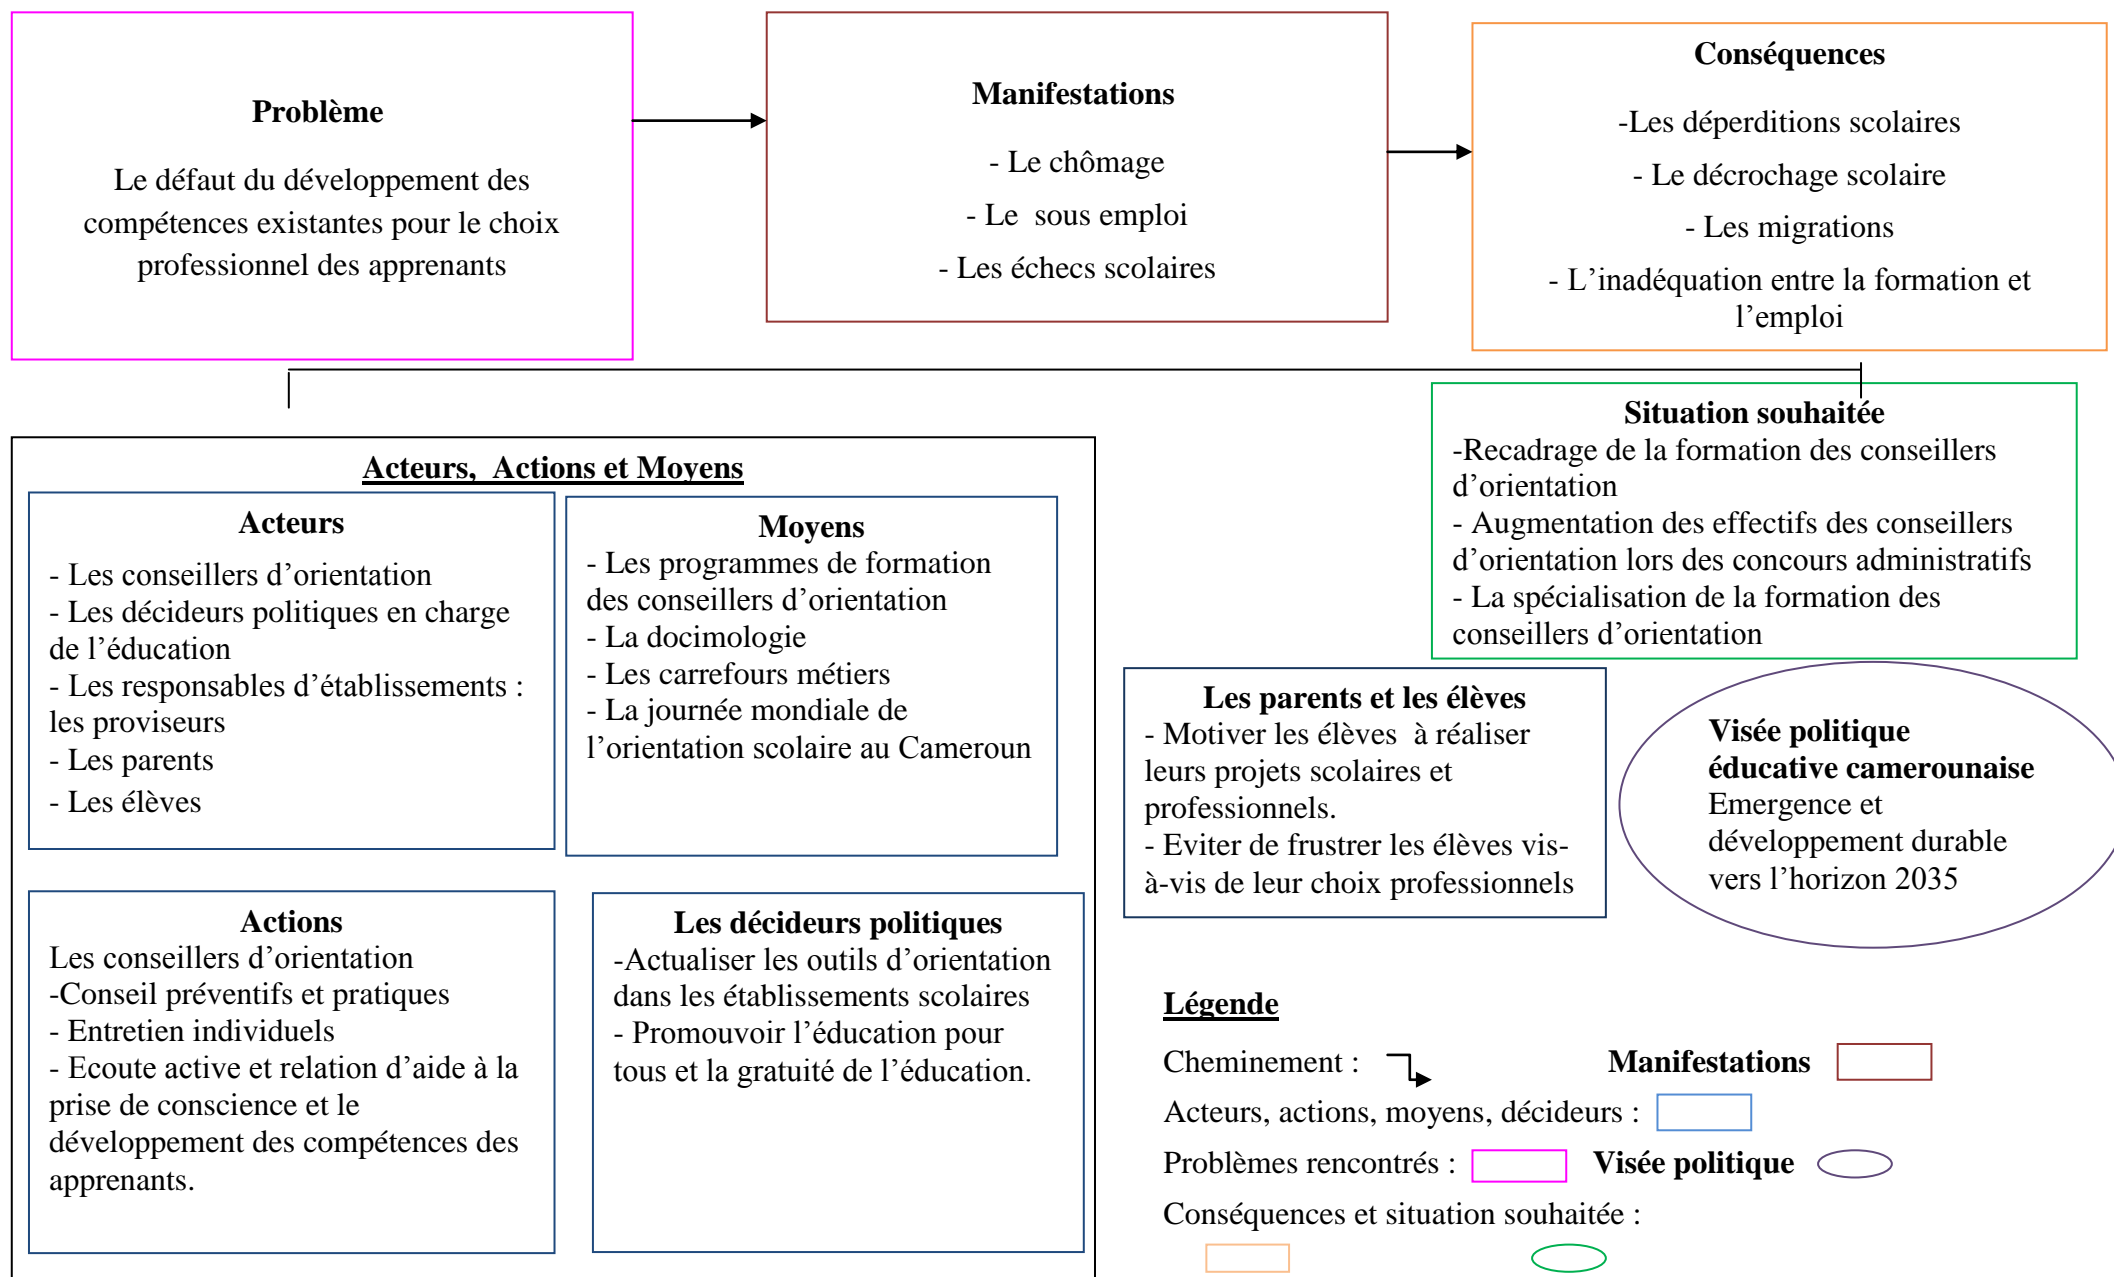 Problème
Le défaut du développement des
compétences existantes pour le choix
professionnel des apprenants
Manifestations
- Le chômage
- Le  sous emploi
- Les échecs scolaires
Conséquences
-Les déperditions scolaires
- Le décrochage scolaire
- Les migrations
- L’inadéquation entre la formation et
l’emploi
Acteurs,  Actions et Moyens
Acteurs
- Les conseillers d’orientation
- Les décideurs politiques en charge
de l’éducation
- Les responsables d’établissements :
les proviseurs
- Les parents
- Les élèves
Moyens
- Les programmes de formation
des conseillers d’orientation
- La docimologie
- Les carrefours métiers
- La journée mondiale de
l’orientation scolaire au Cameroun
Situation souhaitée
-Recadrage de la formation des conseillers
d’orientation
- Augmentation des effectifs des conseillers
d’orientation lors des concours administratifs
- La spécialisation de la formation des
conseillers d’orientation
Les parents et les élèves
- Motiver les élèves  à réaliser
leurs projets scolaires et
professionnels.
- Eviter de frustrer les élèves vis-
à-vis de leur choix professionnels
Visée politique
éducative camerounaise
Emergence et
développement durable
vers l’horizon 2035
Actions
Les conseillers d’orientation
-Conseil préventifs et pratiques
- Entretien individuels
- Ecoute active et relation d’aide à la
prise de conscience et le
développement des compétences des
apprenants.
Les décideurs politiques
-Actualiser les outils d’orientation
dans les établissements scolaires
- Promouvoir l’éducation pour
tous et la gratuité de l’éducation.
Légende
Cheminement : Manifestations
Acteurs, actions, moyens, décideurs :
Problèmes rencontrés : Visée politique
Conséquences et situation souhaitée :